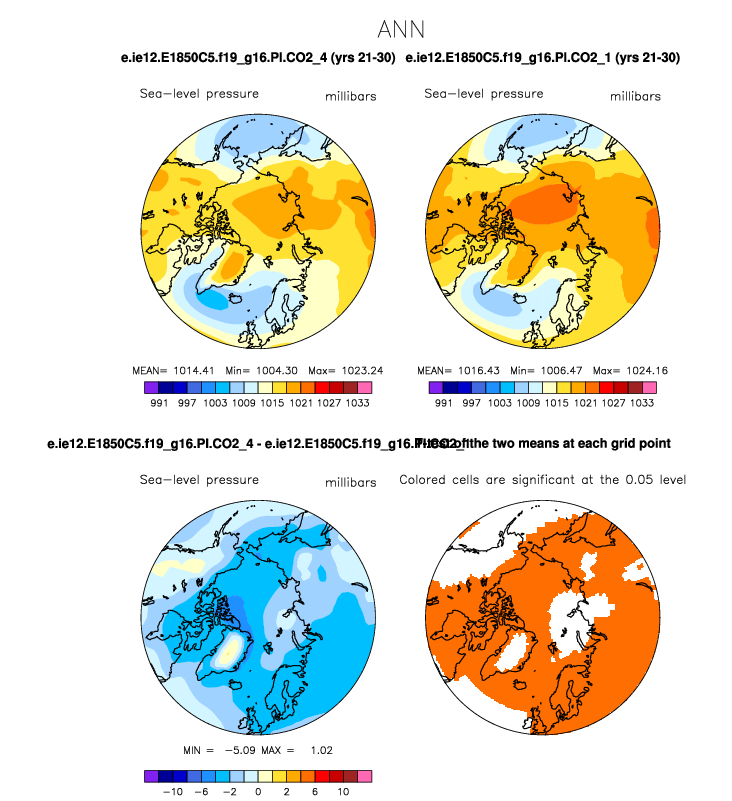 ANN
e.ie12.E1850C5.f19_g16.PI.CO2_4 (yrs 21-30) e.ie12.E1850C5.f19_g16.PI.CO2_1 (yrs 21-30)
Sea-level pressure millibars Sea-level pressure millibars
MEAN= 1014.41 Min= 1004.30 Max= 1023.24 MEAN= 1016.43 Min= 1006.47 Max= 1024.16
991 997 1003 1009 1015 1021 1027 1033 991 997 1003 1009 1015 1021 1027 1033
e.ie12.E1850C5.f19_g16.PI.CO2_4 - e.ie12.E1850C5.f19_g16. of the two means at each grid point
Sea-level pressure millibars Colored cells are significant at the 0.05 level
MIN = -5.09 MAX = 1.02
-10 -6 -2 0 2 6 10